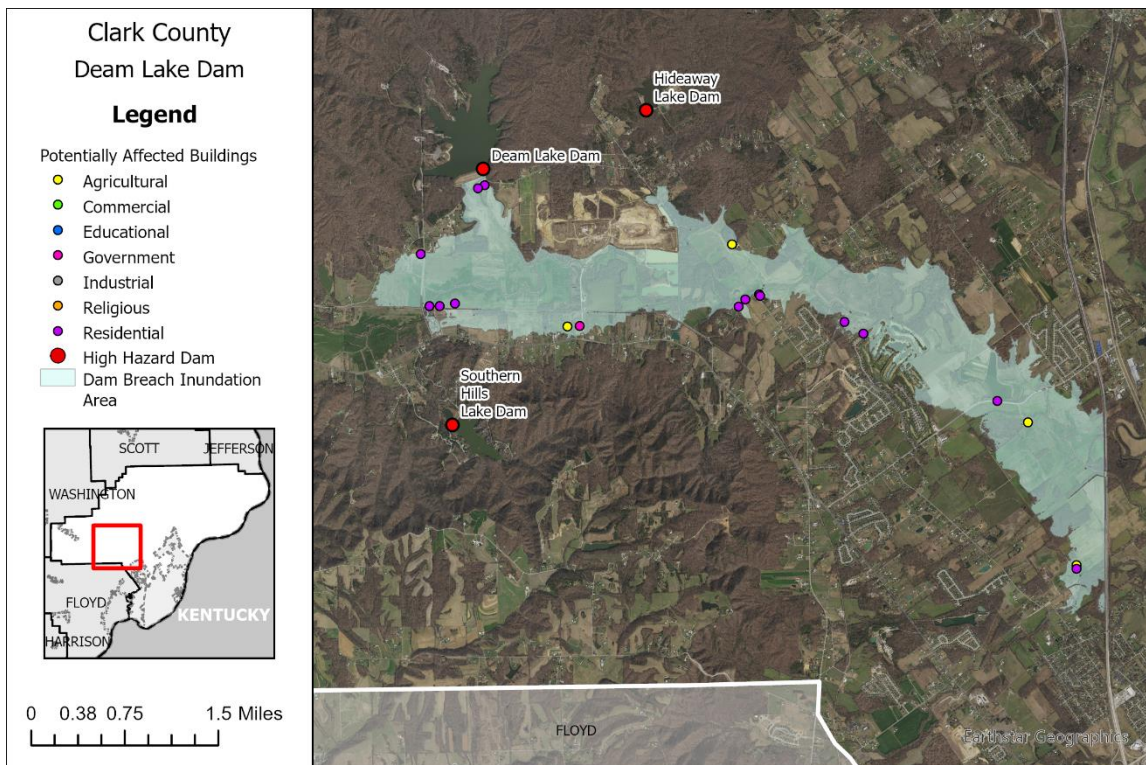 Clark County
Deam Lake Dam
Legend
Potentially Affected Buildings
Agricultural
Commercial
Educational
Government
Industrial
Religious
Residential
High Hazard Dam
Dam Breach Inundation
Area
SCOTT
JEFFERSON
WASHINGTON
FLOYD
KENTUCKY
HARRISON
0 0.38 0.75 1.5 Miles
Hideaway
Lake Dam
Deam Lake Dam
Southern
Hills
Lake Dam
FLOYD
Earthstar Geographics